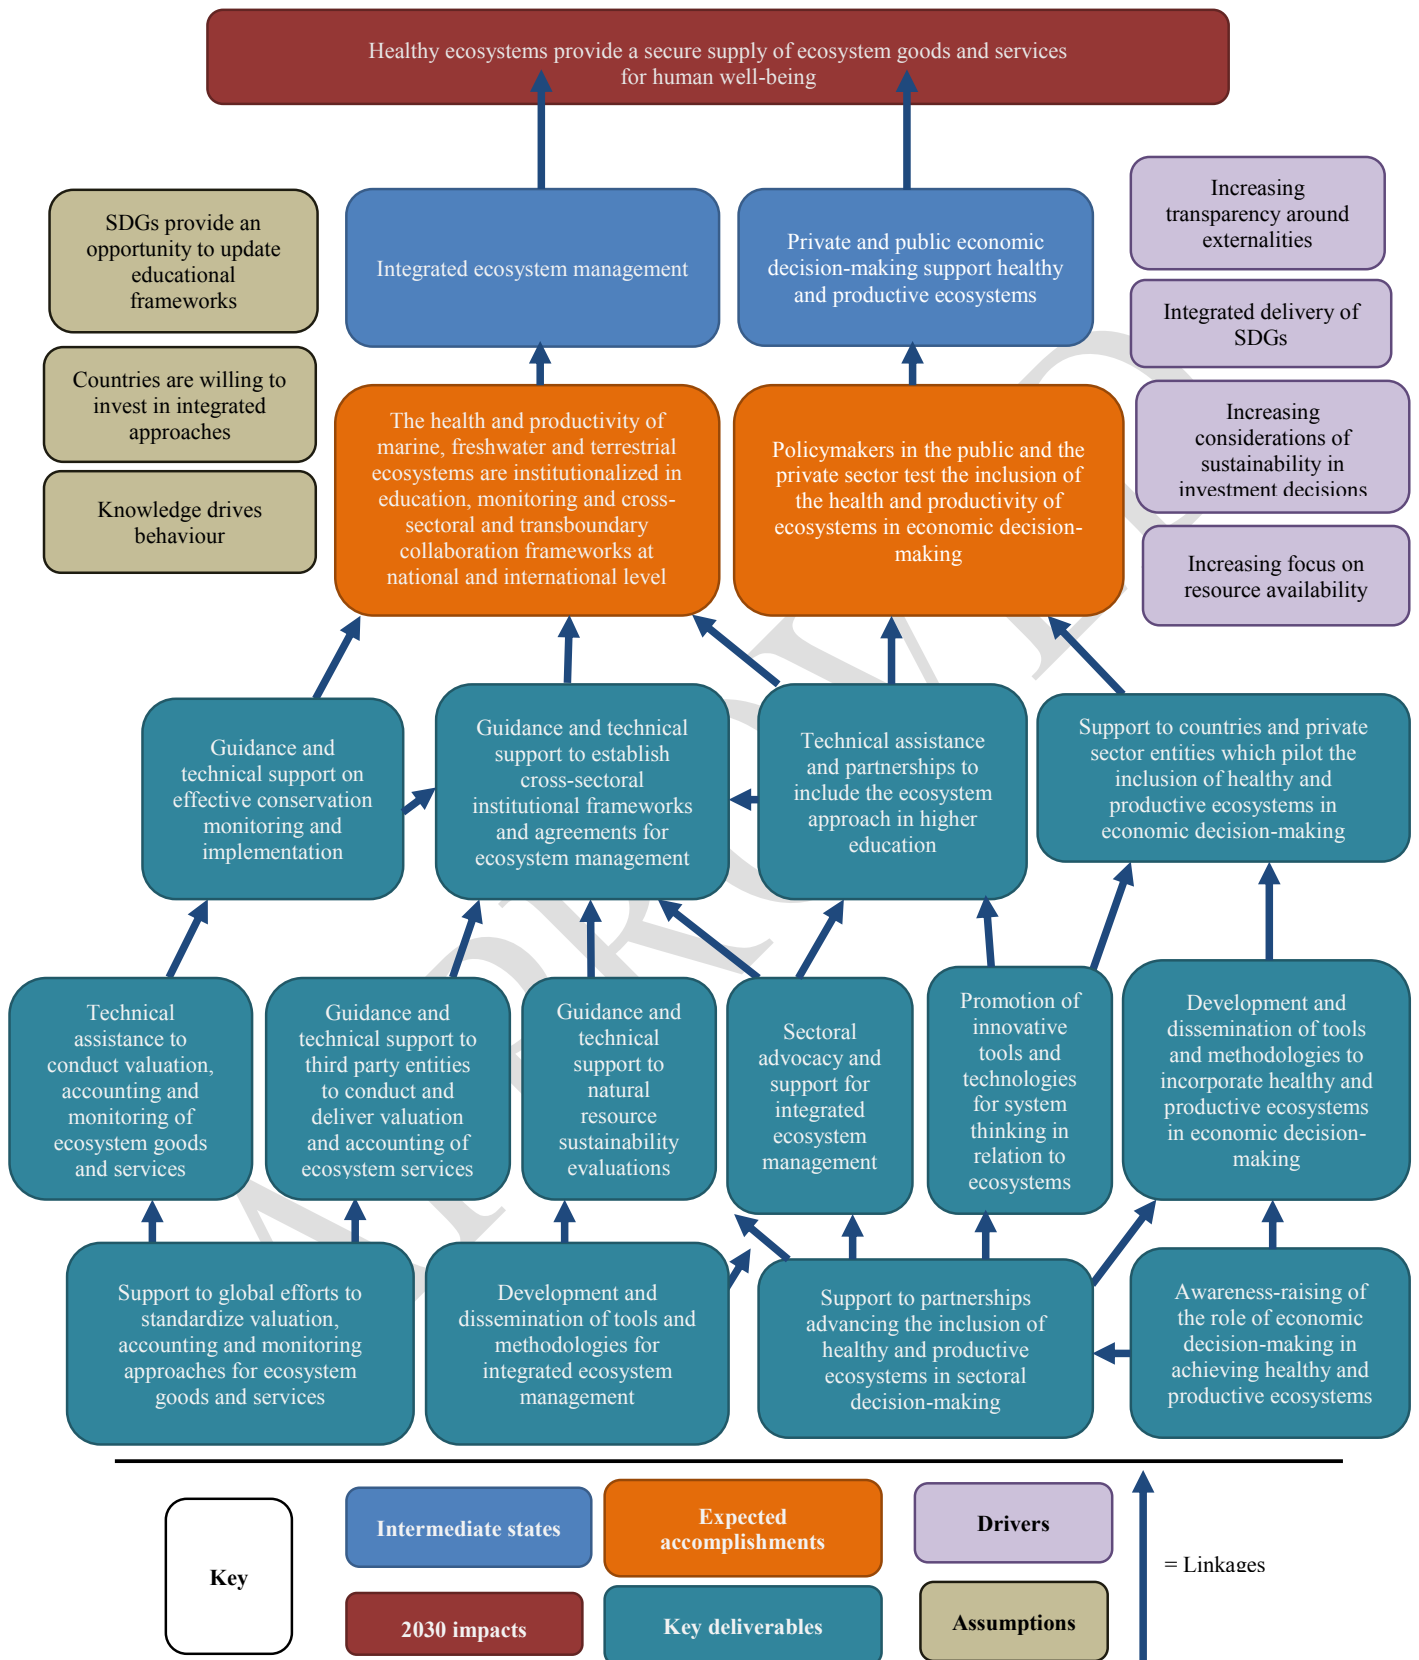 Healthy ecosystems provide a secure supply of ecosystem goods and services
for human well-being
SDGs provide an
opportunity to update
educational
frameworks
Countries are willing to
invest in integrated
approaches
Knowledge drives
behaviour
Integrated ecosystem management
Private and public economic
decision-making support healthy
and productive ecosystems
Increasing
transparency around
externalities
Integrated delivery of
SDGs
Increasing
considerations of
sustainability in
investment decisions
Increasing focus on
resource availability
The health and productivity of
marine, freshwater and terrestrial
ecosystems are institutionalized in
education, monitoring and cross-
sectoral and transboundary
collaboration frameworks at
national and international level
Policymakers in the public and the
private sector test the inclusion of
the health and productivity of
ecosystems in economic decision-
making
Guidance and
technical support on
effective conservation
monitoring and
implementation
Guidance and technical
support to establish
cross-sectoral
institutional frameworks
and agreements for
ecosystem management
Technical assistance
and partnerships to
include the ecosystem
approach in higher
education
Support to countries and private
sector entities which pilot the
inclusion of healthy and
productive ecosystems in
economic decision-making
Technical
assistance to
conduct valuation,
accounting and
monitoring of
ecosystem goods
and services
Guidance and
technical support to
third party entities
to conduct and
deliver valuation
and accounting of
ecosystem services
Guidance and
technical
support to
natural
resource
sustainability
evaluations
Sectoral
advocacy and
support for
integrated
ecosystem
management
Promotion of
innovative
tools and
technologies
for system
thinking in
relation to
ecosystems
Development and
dissemination of tools
and methodologies to
incorporate healthy and
productive ecosystems
in economic decision-
making
Support to global efforts to
standardize valuation,
accounting and monitoring
approaches for ecosystem
goods and services
Development and
dissemination of tools and
methodologies for
integrated ecosystem
management
Support to partnerships
advancing the inclusion of
healthy and productive
ecosystems in sectoral
decision-making
Awareness-raising of
the role of economic
decision-making in
achieving healthy and
productive ecosystems
Key
Intermediate states
Expected
accomplishments
Drivers
= Linkages
2030 impacts
Key deliverables
Assumptions